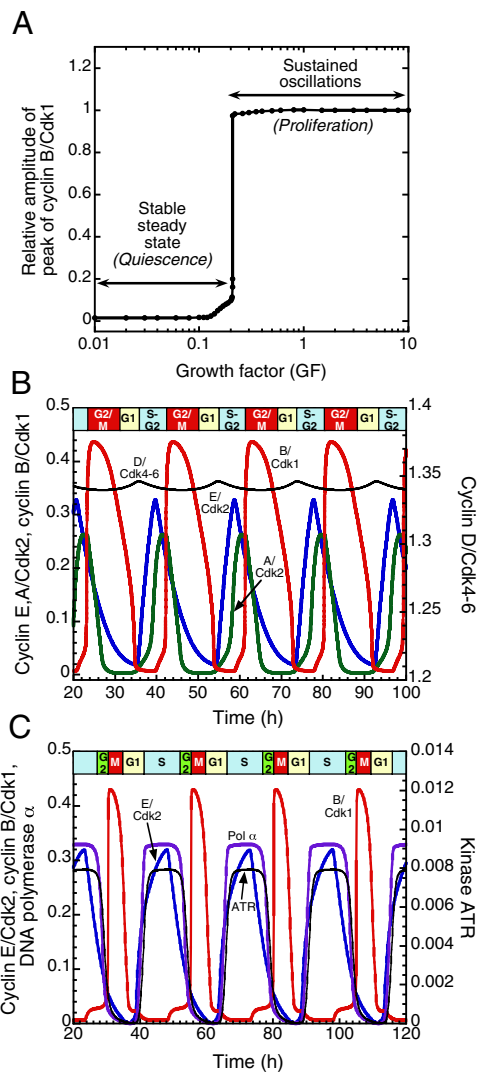 A
Relative amplitude of
peak of cyclin B/Cdk1
1.2
1
0.8
0.6
0.4
0.2
0
Sustained
oscillations
(Proliferation)
Stable
steady
state
(Quiescence)
0.01
0.1
1
10
Growth factor (GF)
B
G2/
M
G1
S-
G2
G2/
M
G1
S-
G2
G2/
M
G1
S-
G2
G2/
M
G1
S-
G2
Cyclin E,A/Cdk2, cyclin B/Cdk1
0.5
0.4
0.3
0.2
0.1
0
D/
Cdk4-6
B/
Cdk1
E/
Cdk2
A/
Cdk2
1.4
1.35
1.3
1.25
1.2
Cyclin D/Cdk4-6
20
30
40
50
60
70
80
90
100
Time (h)
C
G
2
M
G1
S
G
2
M
G1
S
G
2
M
G1
S
G
2
M
G1
Cyclin E/Cdk2, cyclin B/Cdk1,
DNA polymerase α
0.5
0.4
0.3
0.2
0.1
0
E/
Cdk2
Pol α
ATR
B/
Cdk1
0.014
0.012
0.01
0.008
0.006
0.004
0.002
0
Kinase ATR
20
40
60
80
100
120
Time (h)